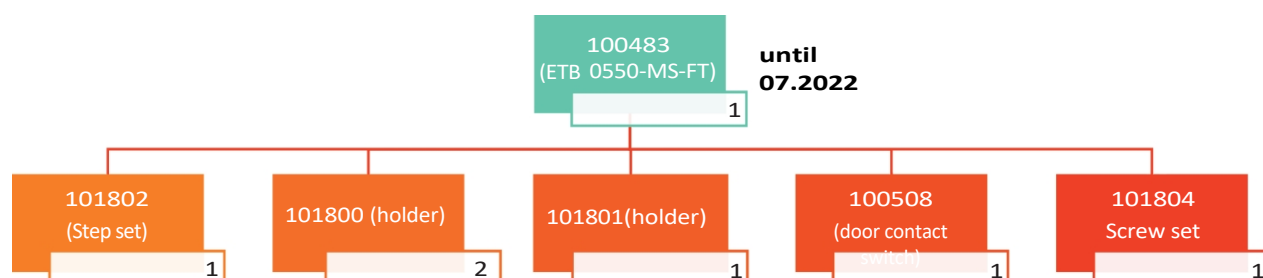 100483
(ETB 0550-MS-FT)
1
until
07.2022
101802
(Step set)
1
101800 (holder)
2
101801(holder)
1
100508
(door contact
switch)
1
101804
Screw set
1